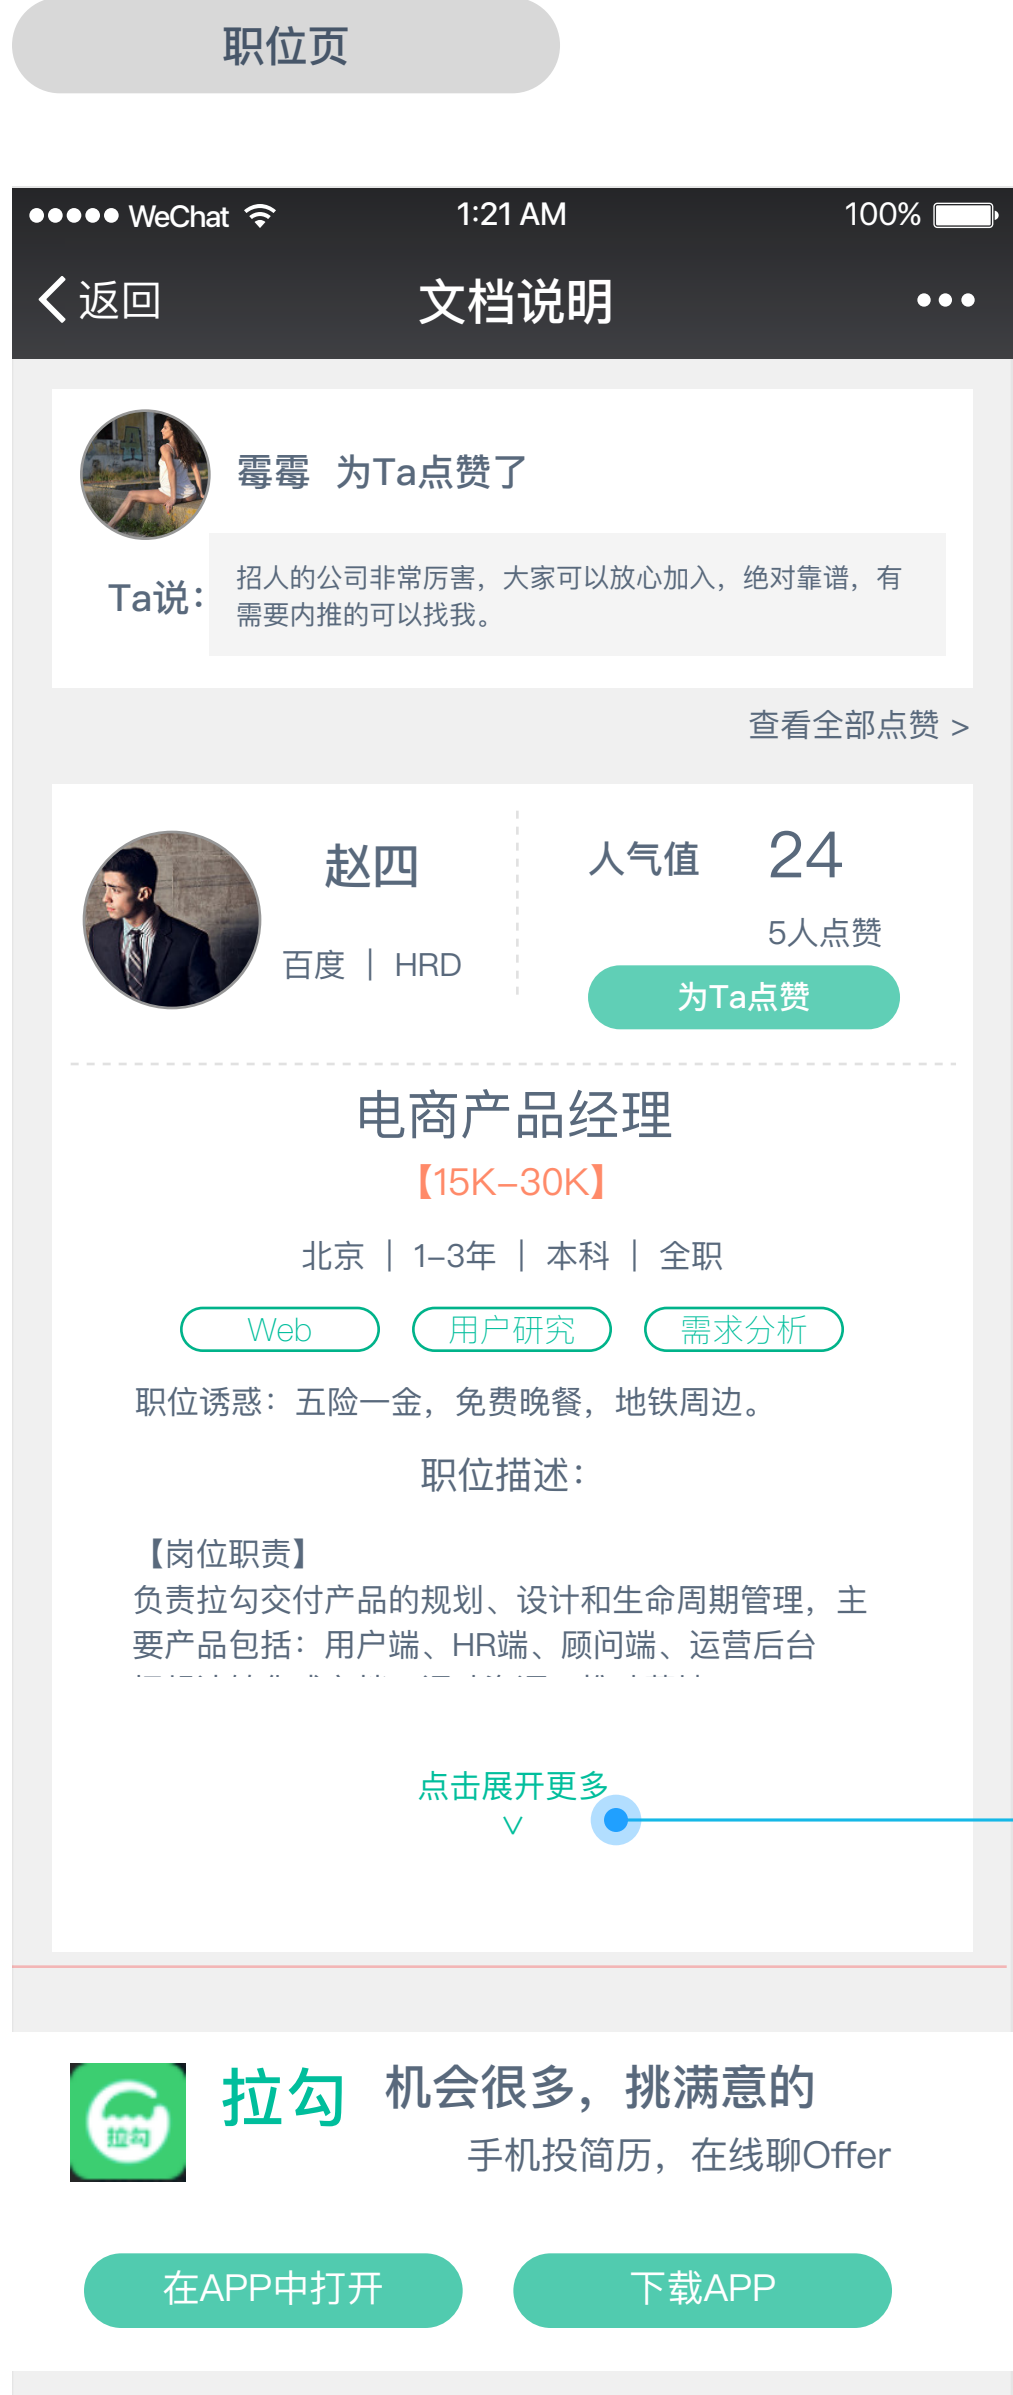 职位页
WeChat 1:21 AM 100%
返回 文档说明
霉霉 为Ta点赞了
Ta说：
招人的公司非常厉害，大家可以放心加入，绝对靠谱，有
需要内推的可以找我。
查看全部点赞 >
赵四
百度 | HRD
人气值 24
5人点赞
为Ta点赞
电商产品经理
【15K-30K】
北京 | 1-3年 | 本科 | 全职
Web 用户研究 需求分析
职位诱惑：五险一金，免费晚餐，地铁周边。
职位描述：
【岗位职责】
负责拉勾交付产品的规划、设计和生命周期管理，主
要产品包括：用户端、HR端、顾问端、运营后台
点击展开更多
拉勾
拉勾 机会很多，挑满意的
手机投简历，在线聊Offer
在APP中打开 下载APP